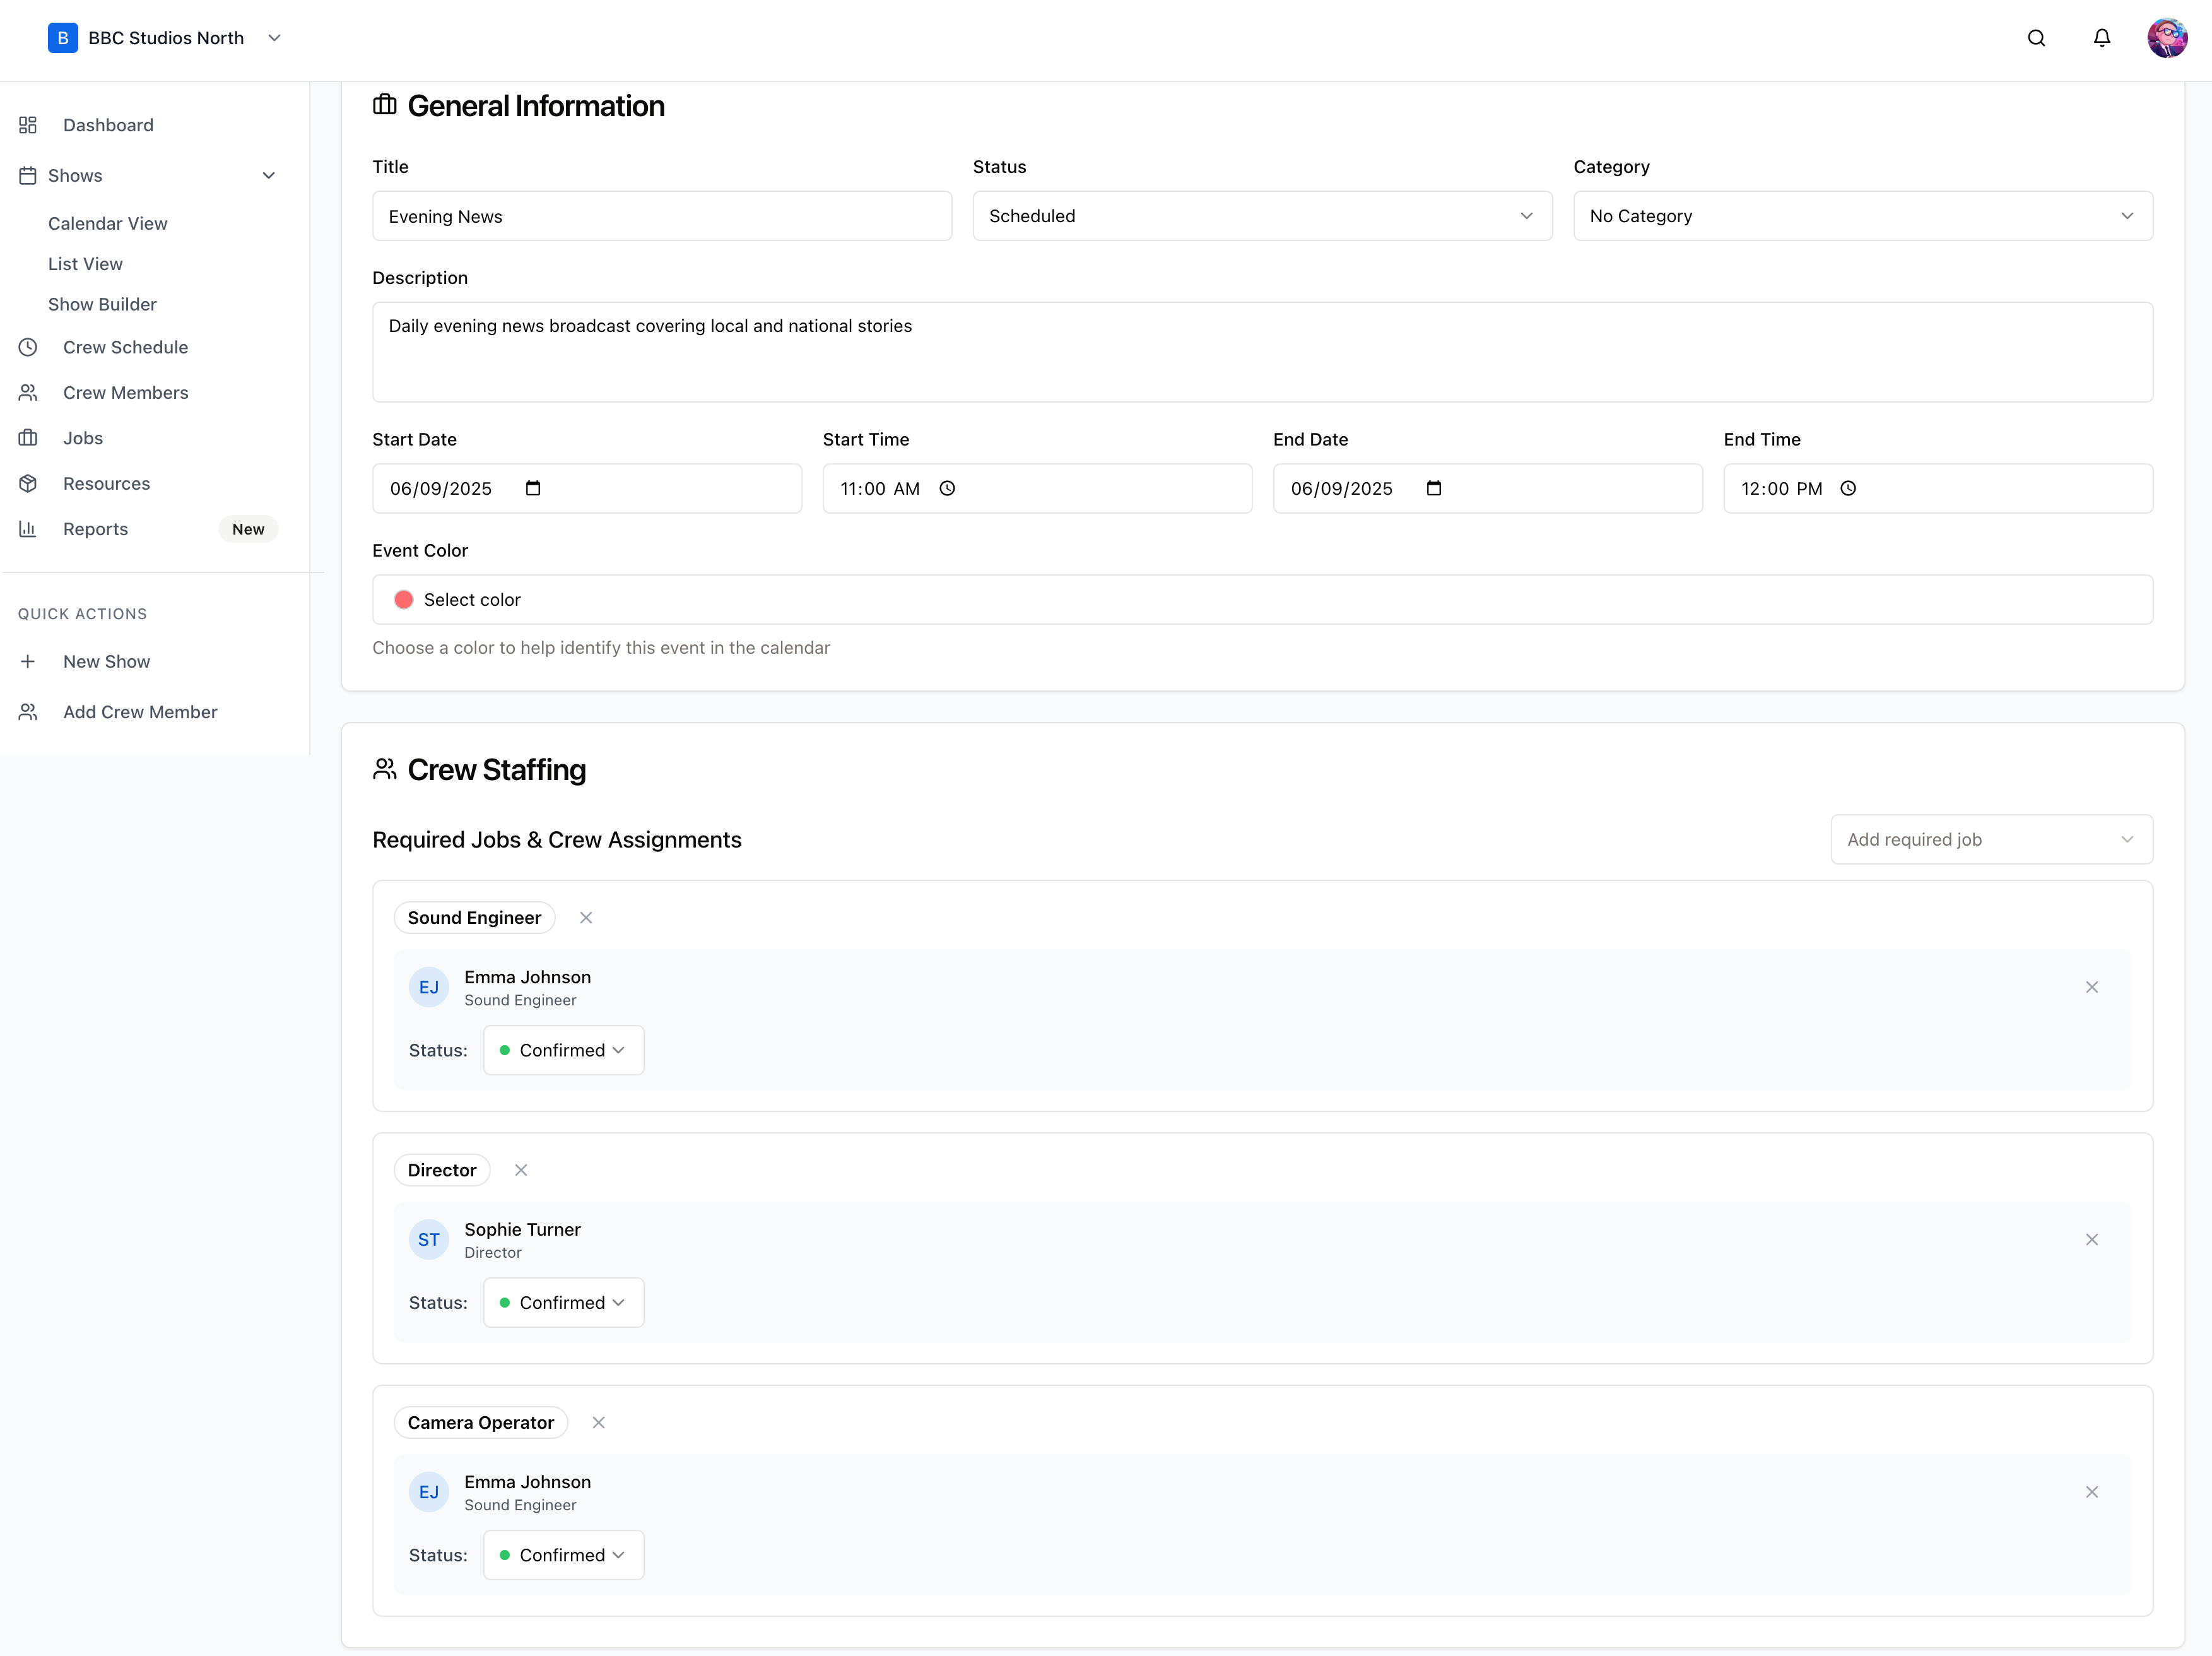 B BBC Studios North
Dashboard
Shows
Calendar View
List View
Show Builder
Crew Schedule
Crew Members
Jobs
Resources
Reports New
QUICK ACTIONS
New Show
Add Crew Member
General Information
Title Status Category
Evening News Scheduled No Category
Description
Daily evening news broadcast covering local and national stories
Start Date Start Time End Date End Time
06/09/2025 11:00 AM 06/09/2025 12:00 PM
Event Color
Select color
Choose a color to help identify this event in the calendar
Crew Staffing
Required Jobs & Crew Assignments Add required job
Sound Engineer
EJ Emma Johnson
Sound Engineer
Status: Confirmed
Director
ST Sophie Turner
Director
Status: Confirmed
Camera Operator
EJ Emma Johnson
Sound Engineer
Status: Confirmed